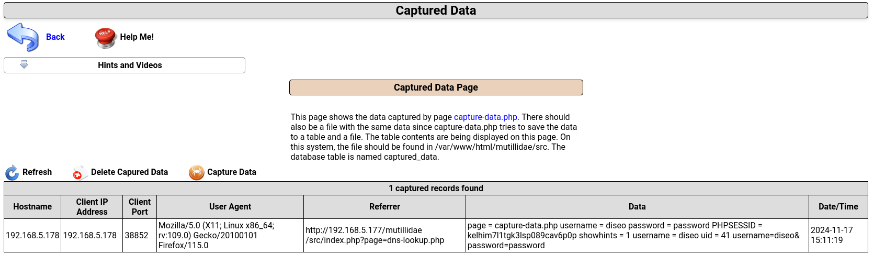 Captured Data
Back
Help Me!
Hints and Videos
Captured Data Page
This page shows the data captured by page capture-data.php. There should
also be a file with the same data since capture-data.php tries to save the data
to a table and a file. The table contents are being displayed on this page. On
this system, the file should be found in /var/www/html/mutillidae/src. The
database table is named captured_data.
Refresh
Delete Capured Data
Capture Data
1 captured records found
Hostname
Client IP
Address
Client
Port
User Agent
Referrer
Data
Date/Time
192.168.5.178
192.168.5.178
38852
Mozilla/5.0 (X11; Linux x86_64;
rv:109.0) Gecko/20100101
Firefox/115.0
http://192.168.5.177/mutillidae
/src/index.php?page=dns-lookup.php
page = capture-data.php username = diseo password = password PHPSESSID =
kelhim7l1tgk3lsp089cav6p0p showhints = 1 username = diseo uid = 41 username=diseo&
password=password
2024-11-17
15:11:19